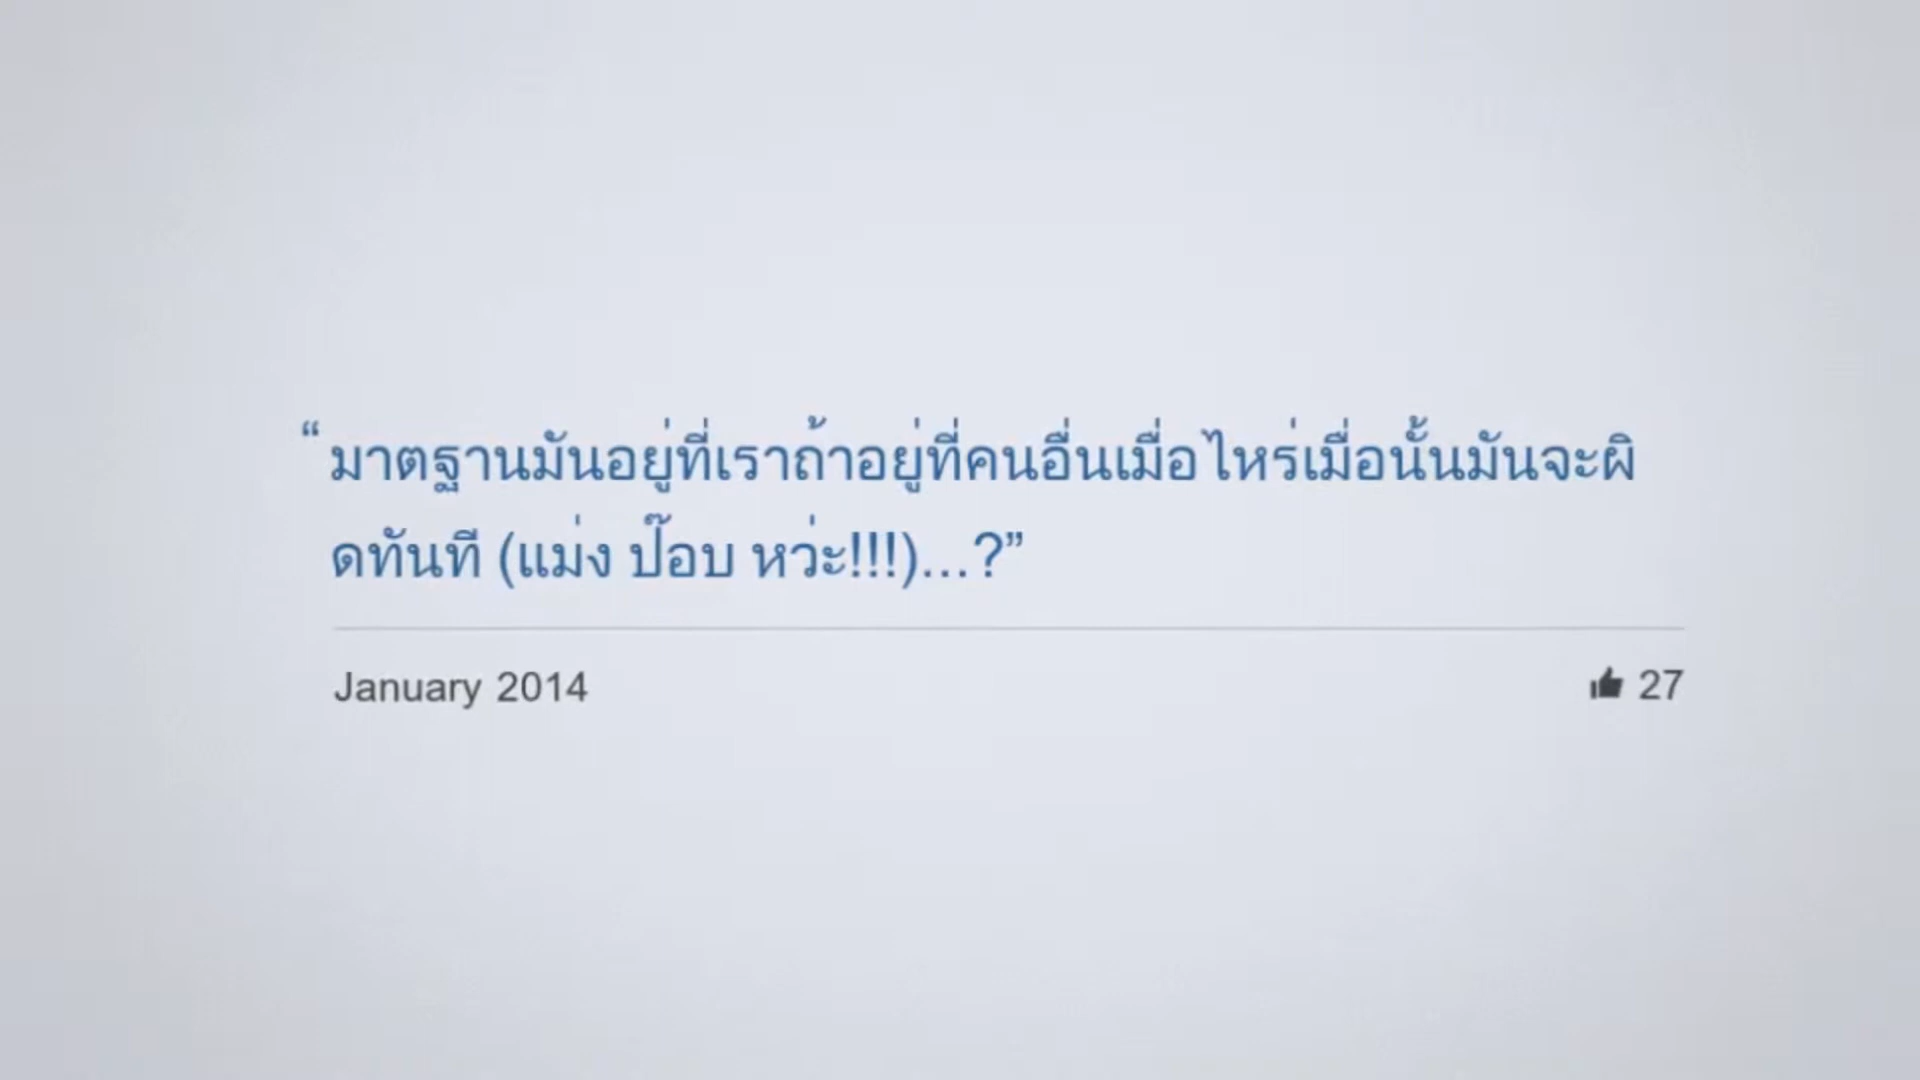 “มาตฐานมันอยู่ที่เราถ้าอยู่ที่คนอื่นเมื่อไหร่เมื่อนั้นมันจะผิ
ดทันที (แม่ง ป๊อบ หว่ะ!!!)...?”
January 2014
27